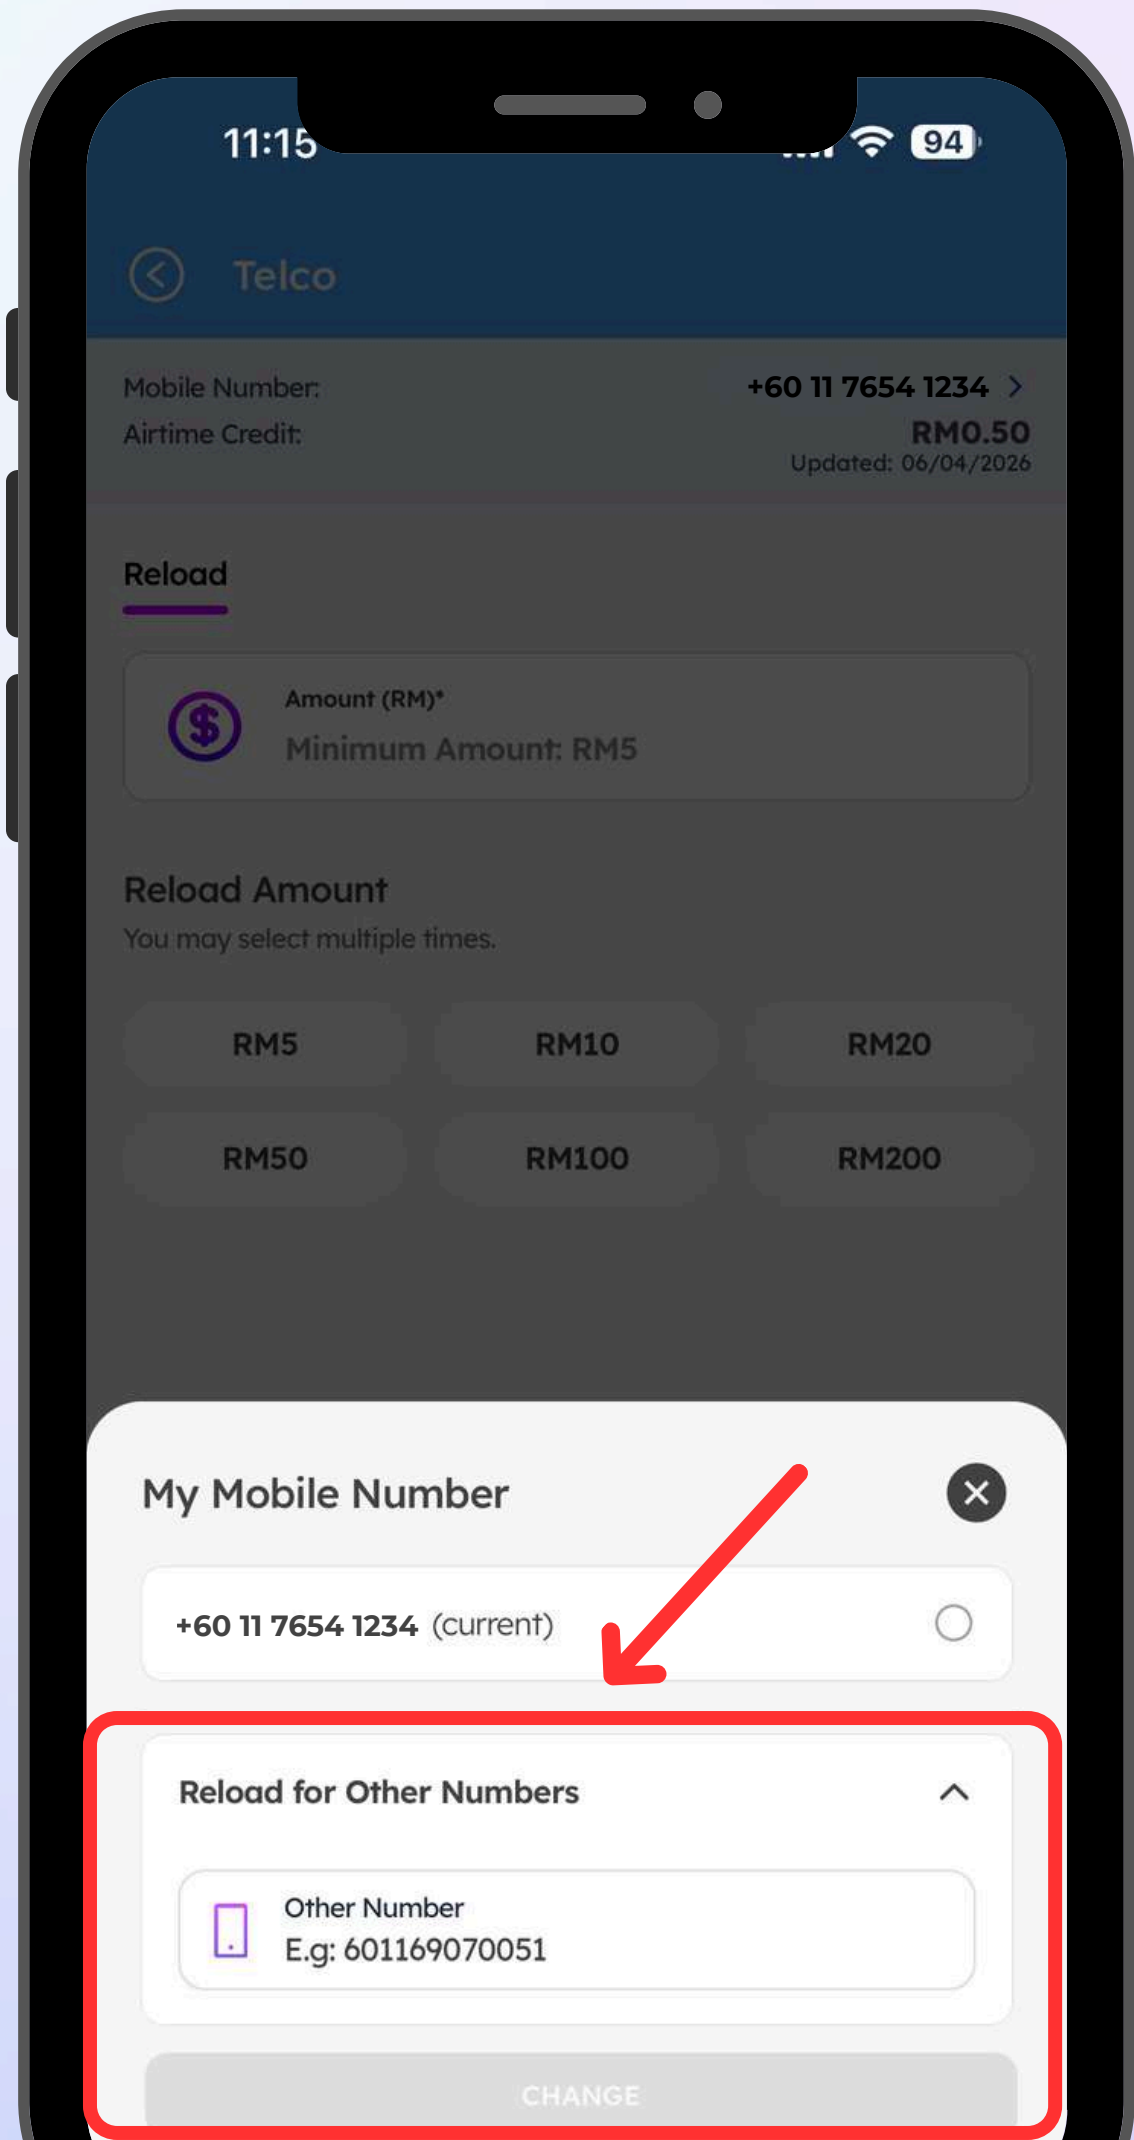 11:15
94
Telco
Mobile Number: +60 11 7654 1234
Airtime Credit: RM0.50
Updated: 06/04/2026
Reload
Amount (RM)*
Minimum Amount: RM5
Reload Amount
You may select multiple times.
RM5 RM10 RM20
RM50 RM100 RM200
My Mobile Number
+60 11 7654 1234 (current)
Reload for Other Numbers
Other Number
E.g: 601169070051
CHANGE